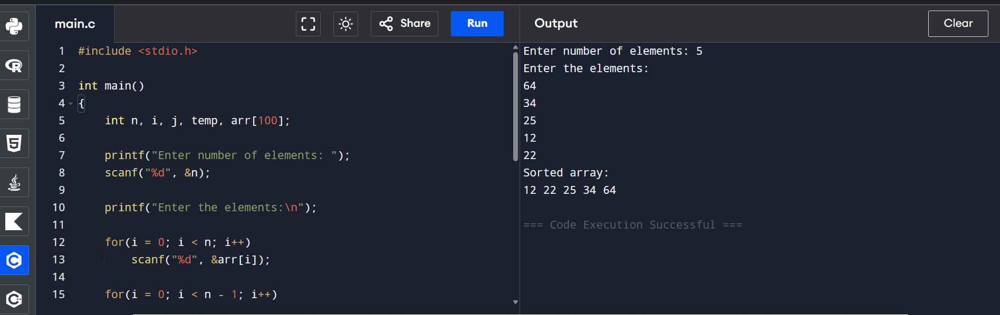 main.c
Share
Run
Output
Clear
1 #include <stdio.h>
2
3 int main()
4 {
5     int n, i, j, temp, arr[100];
6
7     printf("Enter number of elements: ");
8     scanf("%d", &n);
9
10     printf("Enter the elements:\n");
11
12     for(i = 0; i < n; i++)
13         scanf("%d", &arr[i]);
14
15     for(i = 0; i < n - 1; i++)
Enter number of elements: 5
Enter the elements:
64
34
25
12
22
Sorted array:
12 22 25 34 64
=== Code Execution Successful ===